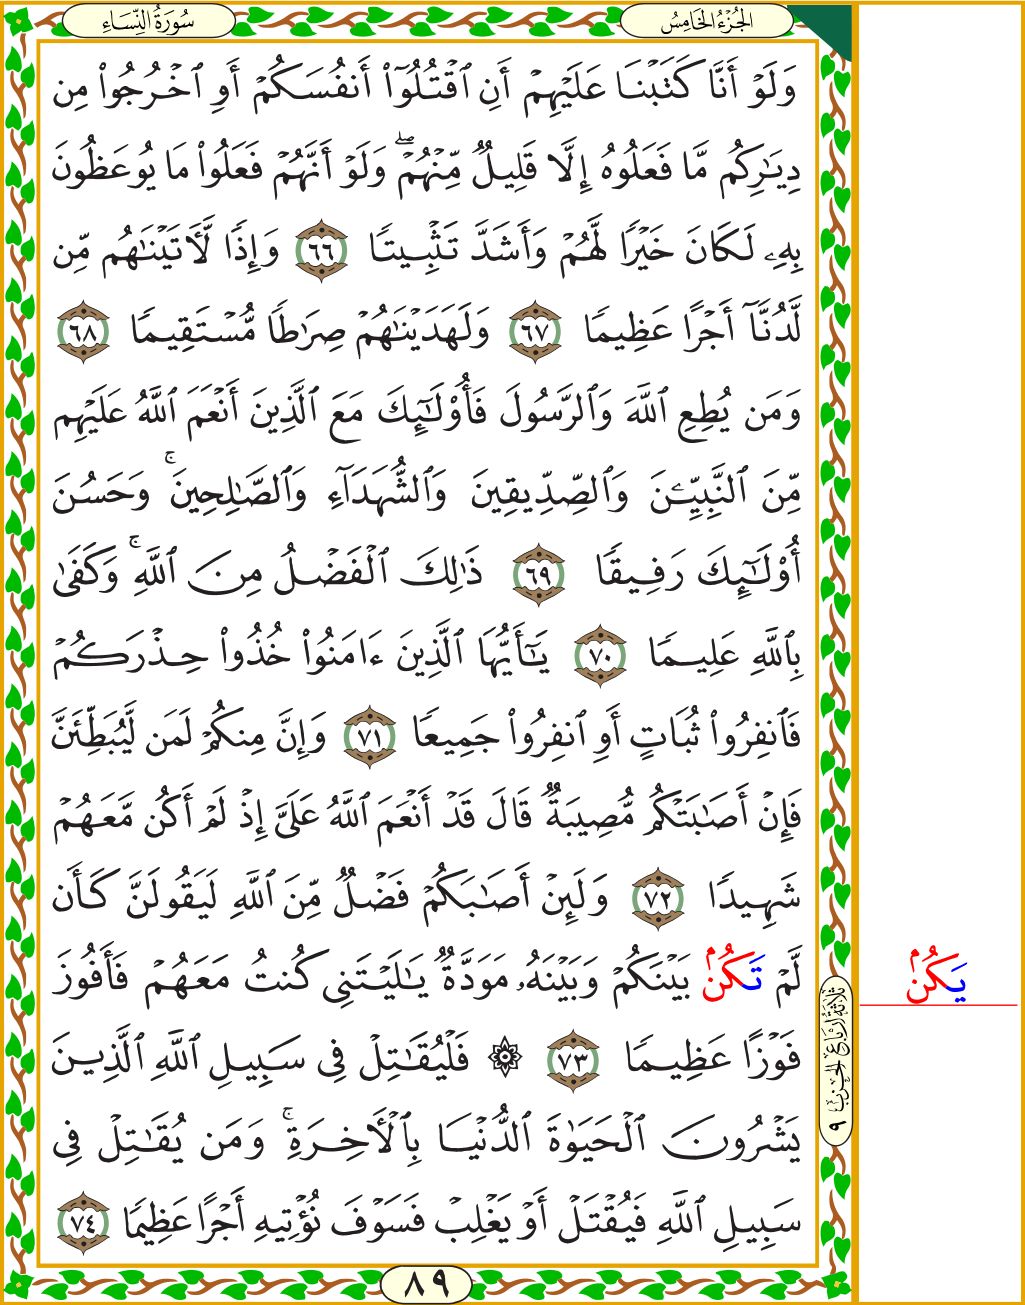 سُورَةُ النِّسَاءِ
الجُزْءُ الخَامِسُ
وَلَوْ أَنَّا كَتَبْنَا عَلَيْهِمْ أَنِ ٱقْتُلُوٓا۟ أَنفُسَكُمْ أَوِ ٱخْرُجُوا۟ مِن
دِيَـٰرِكُم مَّا فَعَلُوهُ إِلَّا قَلِيلٌ مِّنْهُمْ ۖ وَلَوْ أَنَّهُمْ فَعَلُوا۟ مَا يُوعَظُونَ
بِهِۦ لَكَانَ خَيْرًا لَّهُمْ وَأَشَدَّ تَثْبِيتًا ٦٦ وَإِذًا لَّـَٔاتَيْنَـٰهُم مِّن
لَّدُنَّآ أَجْرًا عَظِيمًا ٦٧ وَلَهَدَيْنَـٰهُمْ صِرَٰطًا مُّسْتَقِيمًا ٦٨
وَمَن يُطِعِ ٱللَّهَ وَٱلرَّسُولَ فَأُو۟لَـٰٓئِكَ مَعَ ٱلَّذِينَ أَنْعَمَ ٱللَّهُ عَلَيْهِم
مِّنَ ٱلنَّبِيِّـۧنَ وَٱلصِّدِّيقِينَ وَٱلشُّهَدَآءِ وَٱلصَّـٰلِحِينَ ۚ وَحَسُنَ
أُو۟لَـٰٓئِكَ رَفِيقًا ٦٩ ذَٰلِكَ ٱلْفَضْلُ مِنَ ٱللَّهِ ۚ وَكَفَىٰ
بِٱللَّهِ عَلِيمًا ٧٠ يَـٰٓأَيُّهَا ٱلَّذِينَ ءَامَنُوا۟ خُذُوا۟ حِذْرَكُمْ
فَٱنفِرُوا۟ ثُبَاتٍ أَوِ ٱنفِرُوا۟ جَمِيعًا ٧١ وَإِنَّ مِنكُمْ لَمَن لَّيُبَطِّئَنَّ
فَإِنْ أَصَـٰبَتْكُم مُّصِيبَةٌ قَالَ قَدْ أَنْعَمَ ٱللَّهُ عَلَىَّ إِذْ لَمْ أَكُن مَّعَهُمْ
شَهِيدًا ٧٢ وَلَئِنْ أَصَـٰبَكُمْ فَضْلٌ مِّنَ ٱللَّهِ لَيَقُولَنَّ كَأَن
لَّمْ تَكُنۢ بَيْنَكُمْ وَبَيْنَهُۥ مَوَدَّةٌ يَـٰلَيْتَنِى كُنتُ مَعَهُمْ فَأَفُوزَ
يَكُنۢ
فَوْزًا عَظِيمًا ٧٣ ۞ فَلْيُقَـٰتِلْ فِى سَبِيلِ ٱللَّهِ ٱلَّذِينَ
ثلاثة أرباع الحزب ٩
يَشْرُونَ ٱلْحَيَوٰةَ ٱلدُّنْيَا بِٱلْـَٔاخِرَةِ ۚ وَمَن يُقَـٰتِلْ فِى
سَبِيلِ ٱللَّهِ فَيُقْتَلْ أَوْ يَغْلِبْ فَسَوْفَ نُؤْتِيهِ أَجْرًا عَظِيمًا ٧٤
٨٩